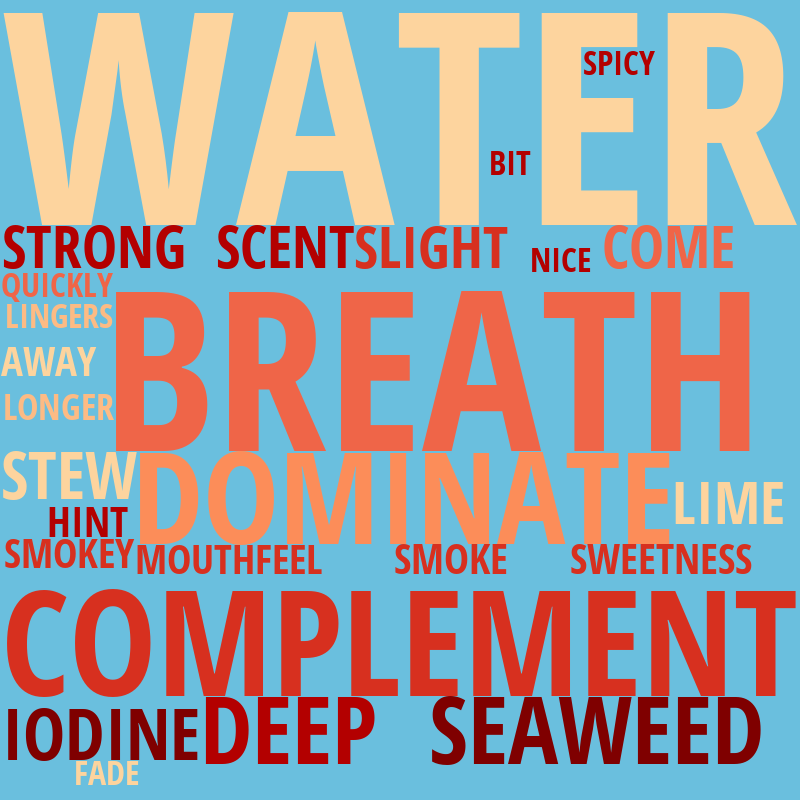 WATER
SPICY
BIT
STRONG SCENT SLIGHT NICE COME
QUICKLY
LINGERS
BREATH
AWAY
LONGER
STEW DOMINATE LIME
HINT
SMOKEY MOUTHFEEL SMOKE SWEETNESS
COMPLEMENT
IODINE DEEP SEAWEED
FADE